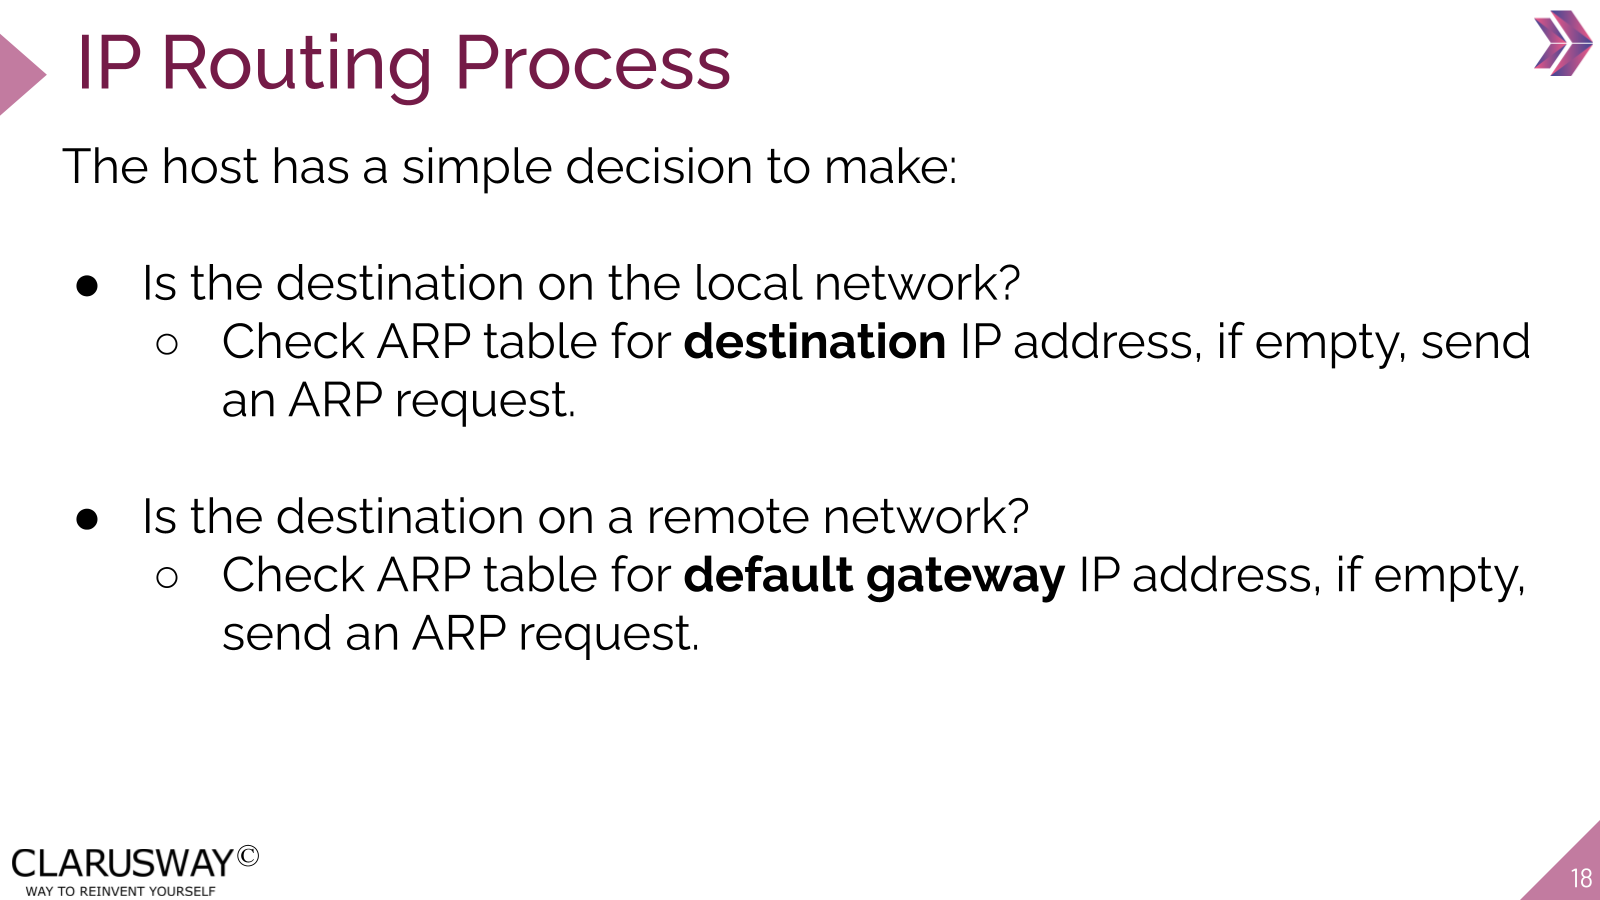 IP Routing Process
The host has a simple decision to make:
● Is the destination on the local network?
○ Check ARP table for destination IP address, if empty, send
an ARP request.
● Is the destination on a remote network?
○ Check ARP table for default gateway IP address, if empty,
send an ARP request.
CLARUSWAY©
WAY TO REINVENT YOURSELF
18